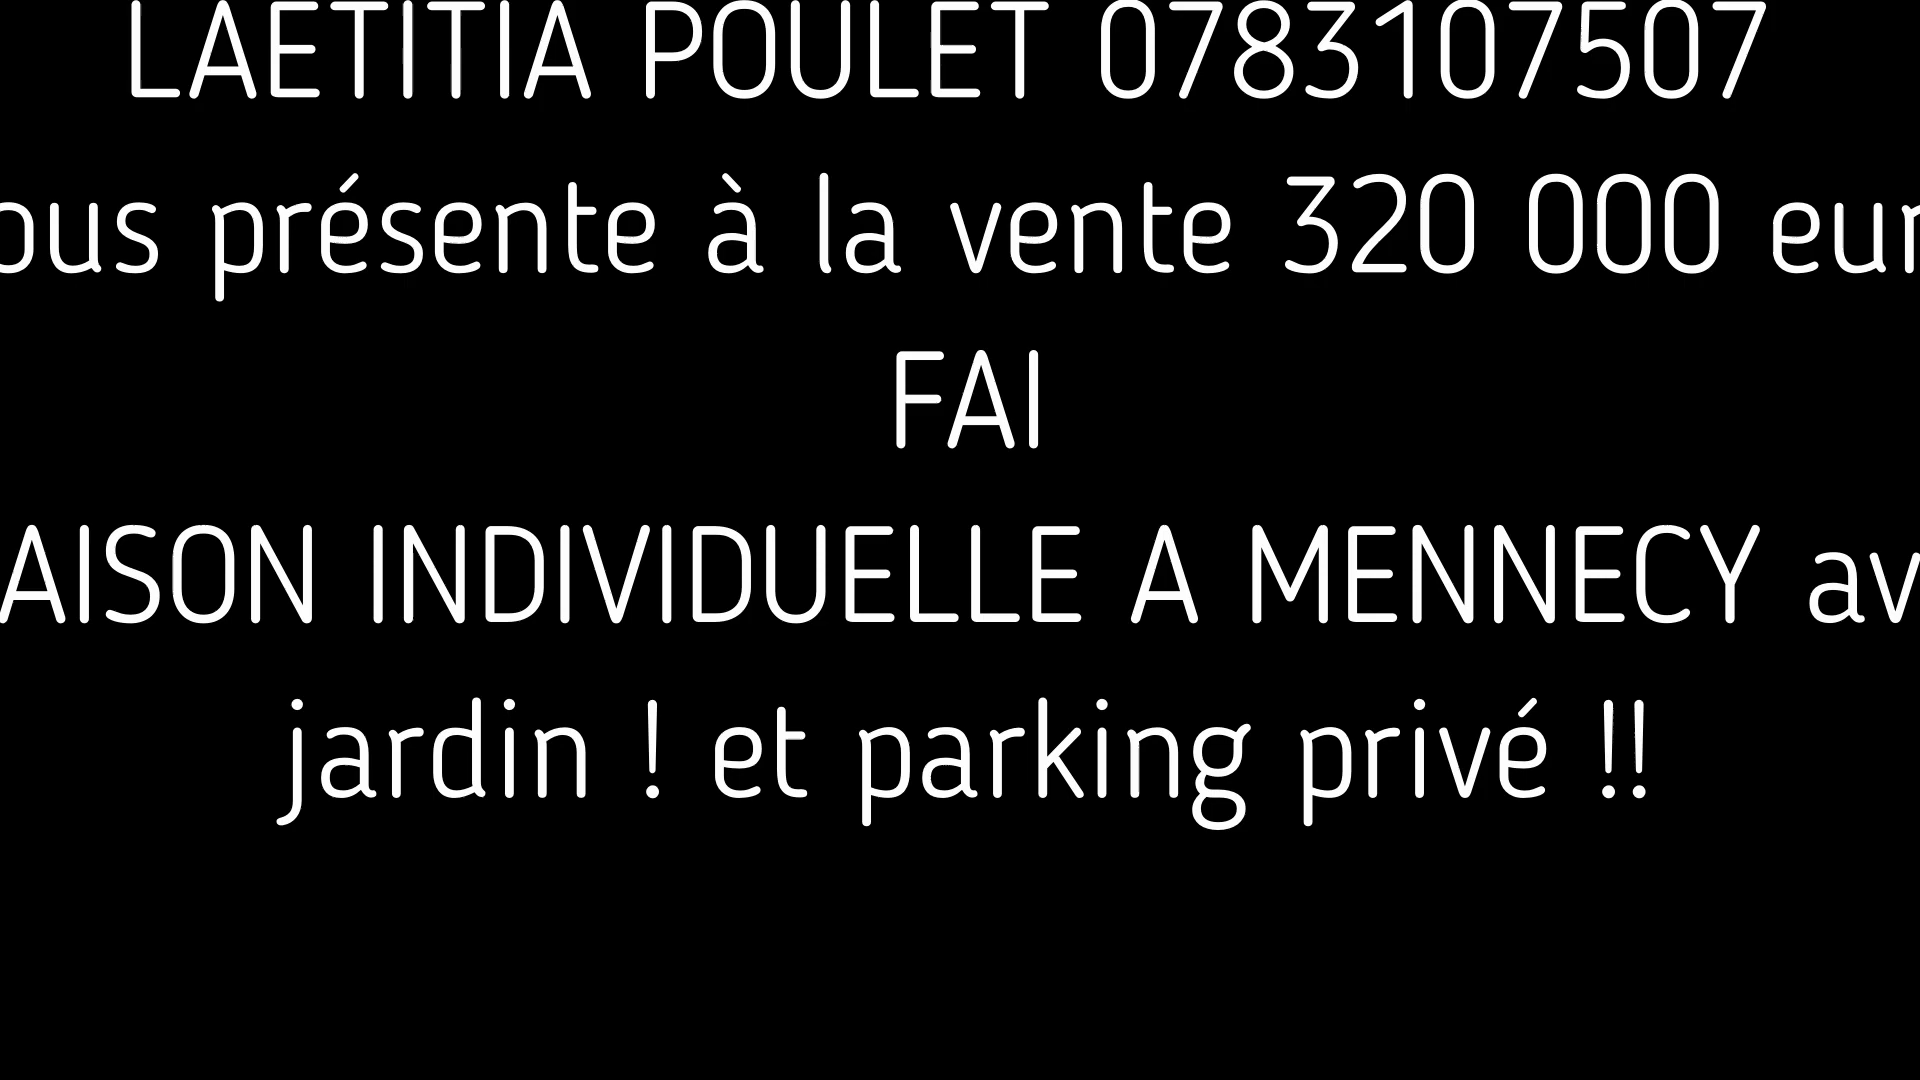 LAETITIA POULET 0783107507
ous présente à la vente 320 000 eur
FAI
AISON INDIVIDUELLE A MENNECY av
jardin ! et parking privé !!